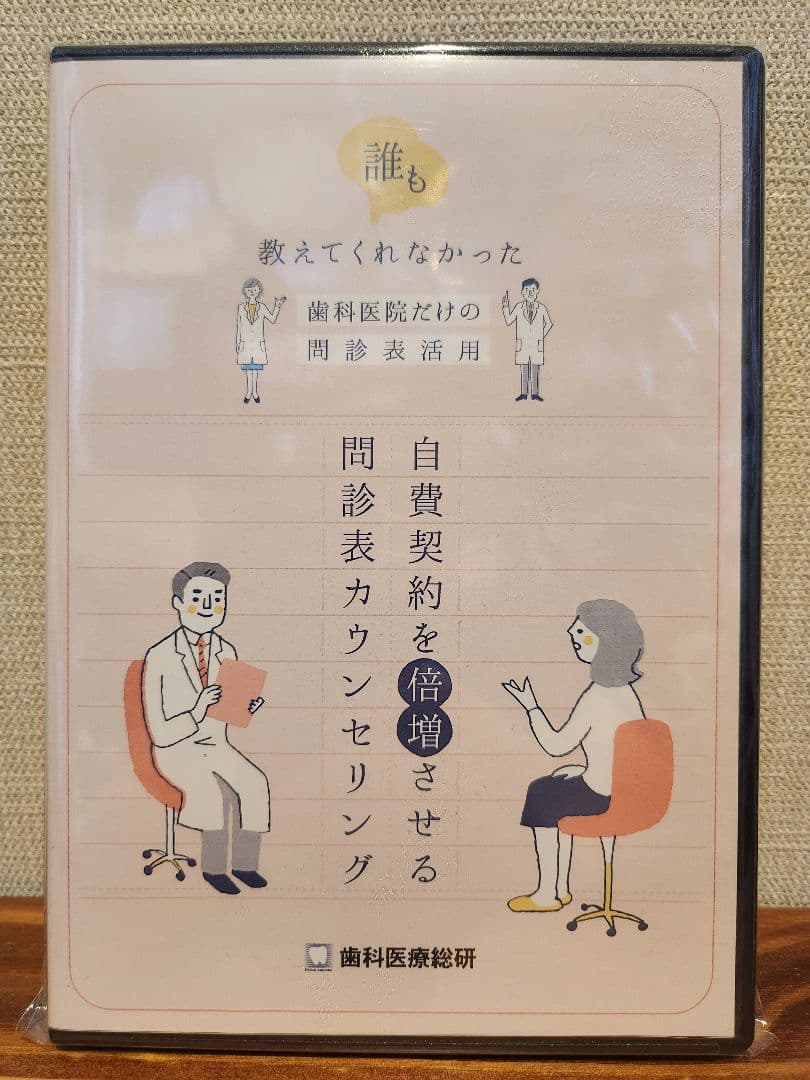 誰も
教えてくれなかった
歯科医院だけの
問診表活用
自費契約を倍増させる
問診表カウンセリング
歯科医療総研